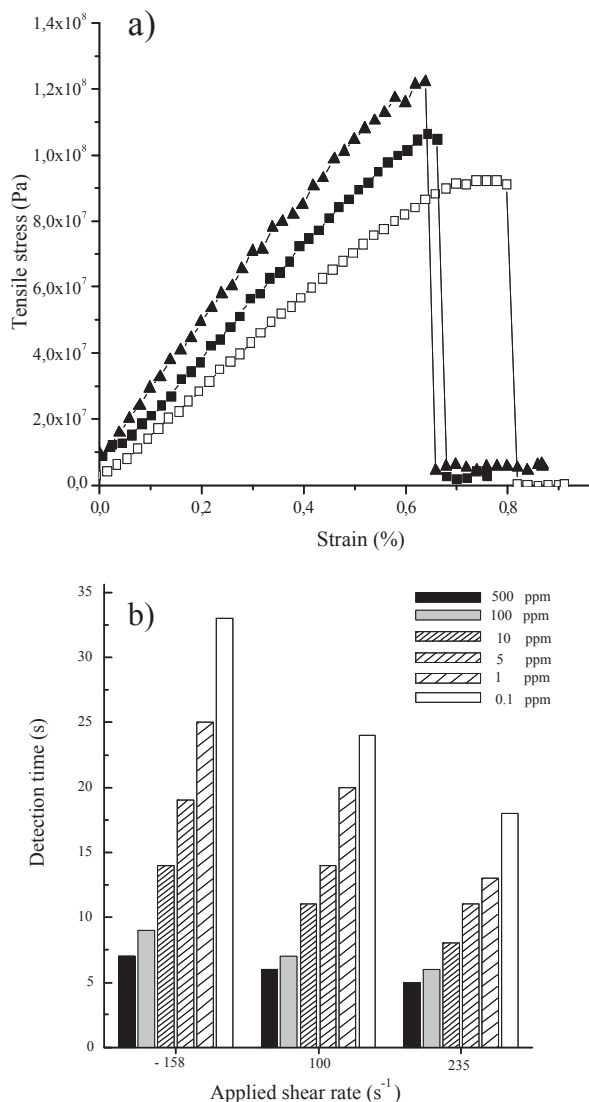 a)
1,4x10⁸
1,2x10⁸
1,0x10⁸
8,0x10⁷
6,0x10⁷
4,0x10⁷
2,0x10⁷
0,0
Tensile stress (Pa)
0,0 0,2 0,4 0,6 0,8
Strain (%)
b)
35
30
25
20
15
10
5
0
Detection time (s)
500 ppm
100 ppm
10 ppm
5 ppm
1 ppm
0.1 ppm
- 158 100 235
Applied shear rate (s⁻¹)